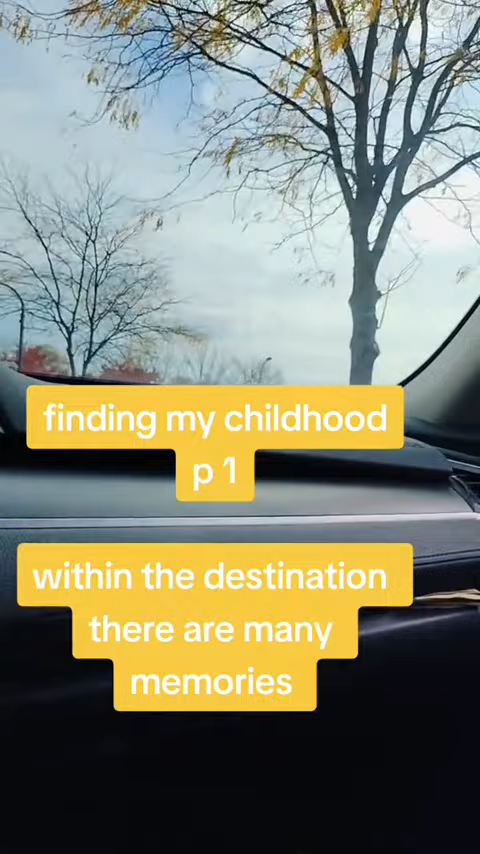 finding my childhood
p 1
within the destination
there are many
memories